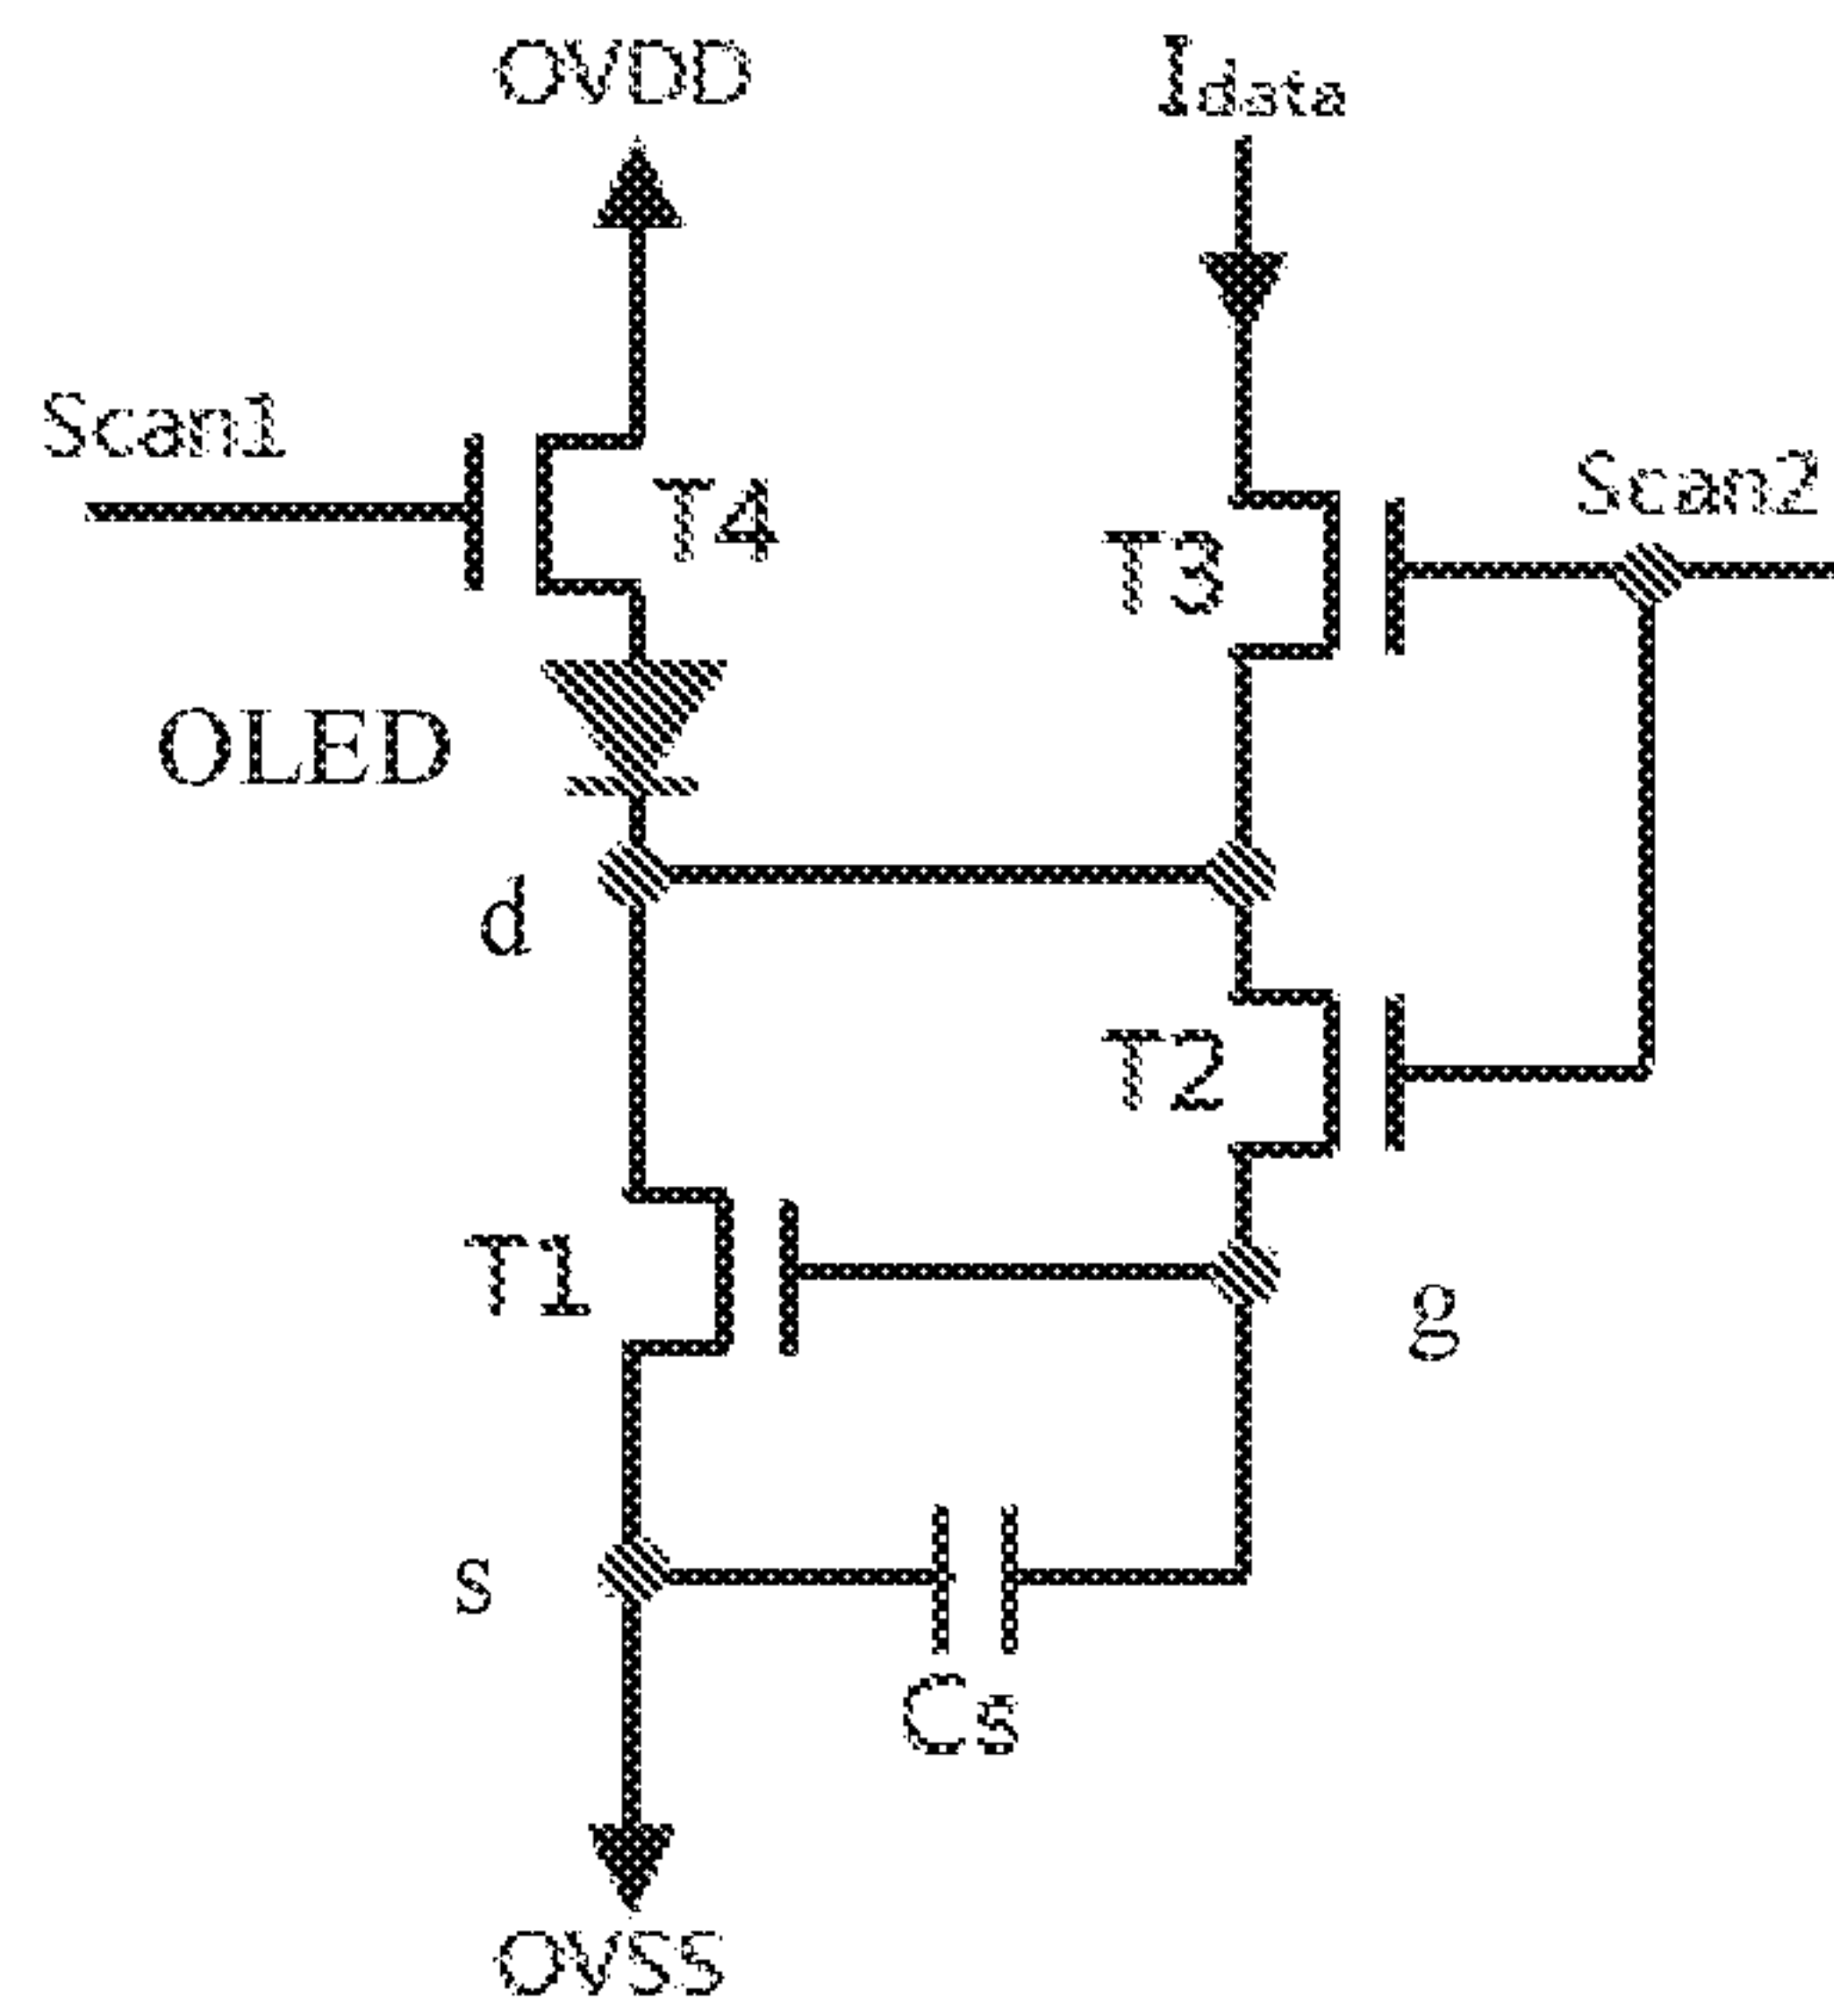 OVDD
Idata
Scan1
Scan2
T4
T3
OLED
d
T2
T1
g
s
Cs
OVSS